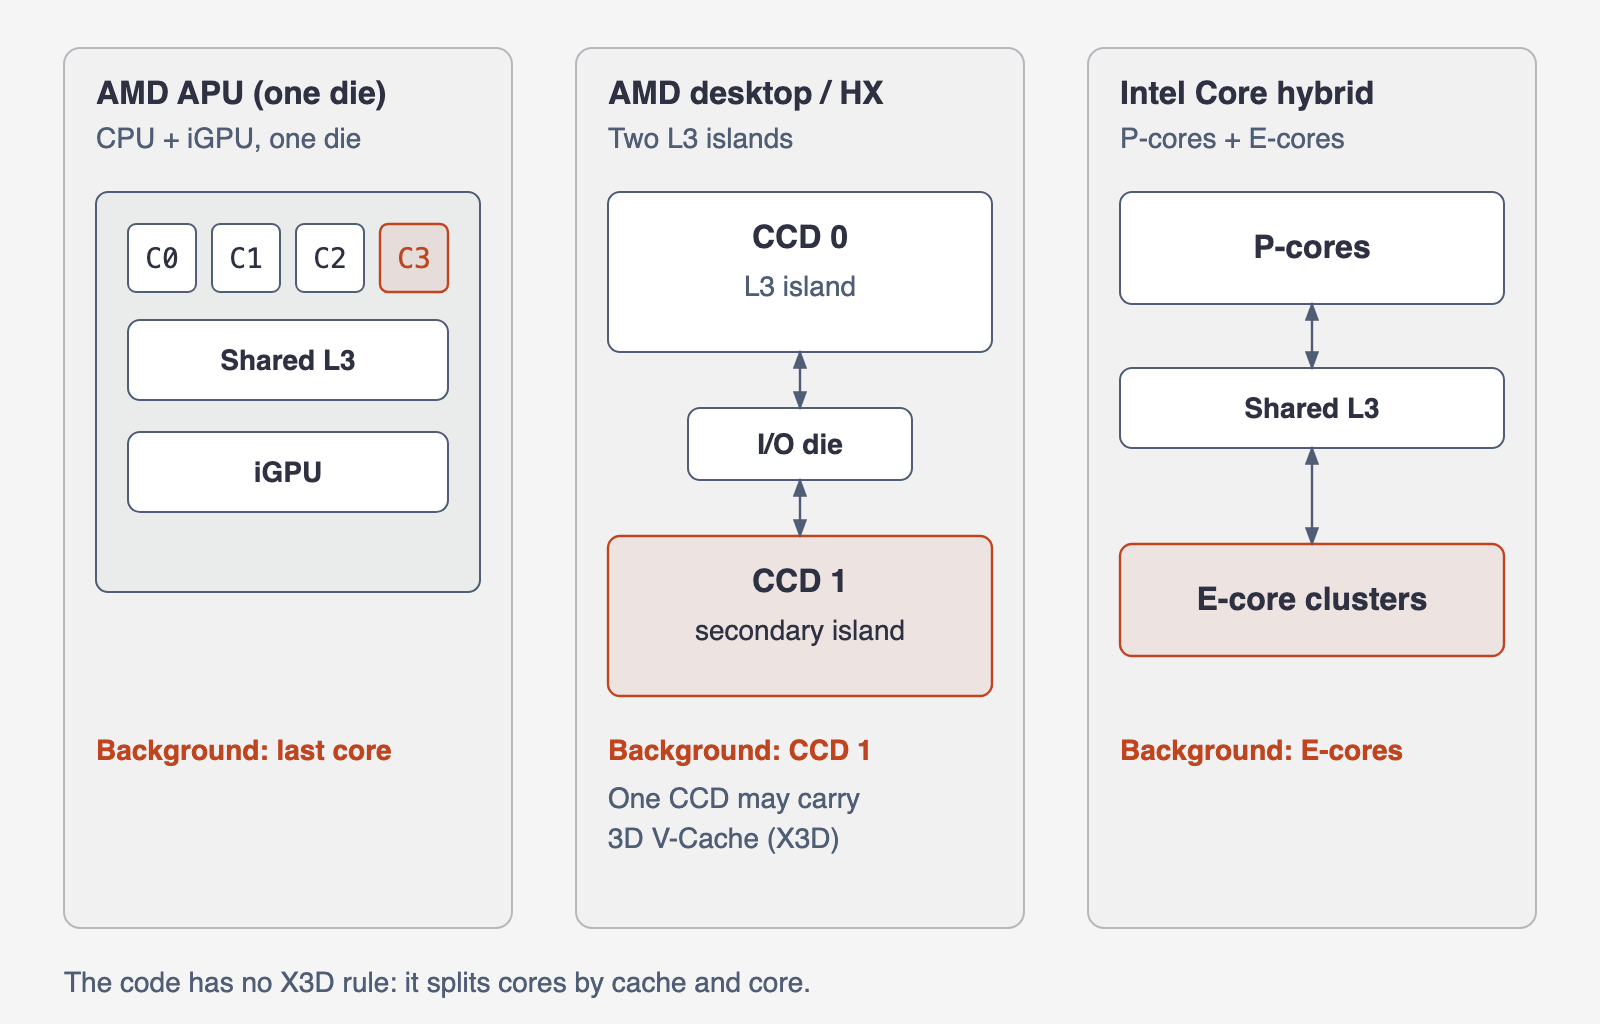 AMD APU (one die)
CPU + iGPU, one die
C0 C1 C2 C3
Shared L3
iGPU
Background: last core
AMD desktop / HX
Two L3 islands
CCD 0
L3 island
I/O die
CCD 1
secondary island
Background: CCD 1
One CCD may carry
3D V-Cache (X3D)
Intel Core hybrid
P-cores + E-cores
P-cores
Shared L3
E-core clusters
Background: E-cores
The code has no X3D rule: it splits cores by cache and core.